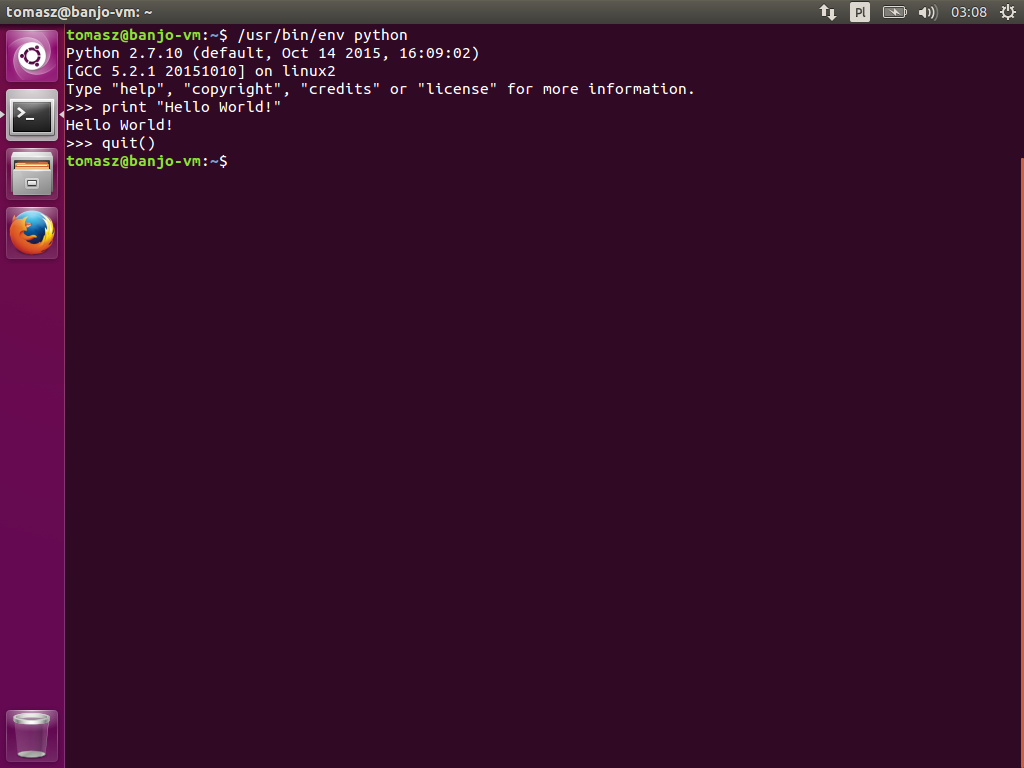 tomasz@banjo-vm: ~
Pl
03:08
tomasz@banjo-vm:~$ /usr/bin/env python
Python 2.7.10 (default, Oct 14 2015, 16:09:02)
[GCC 5.2.1 20151010] on linux2
Type "help", "copyright", "credits" or "license" for more information.
>>> print "Hello World!"
Hello World!
>>> quit()
tomasz@banjo-vm:~$